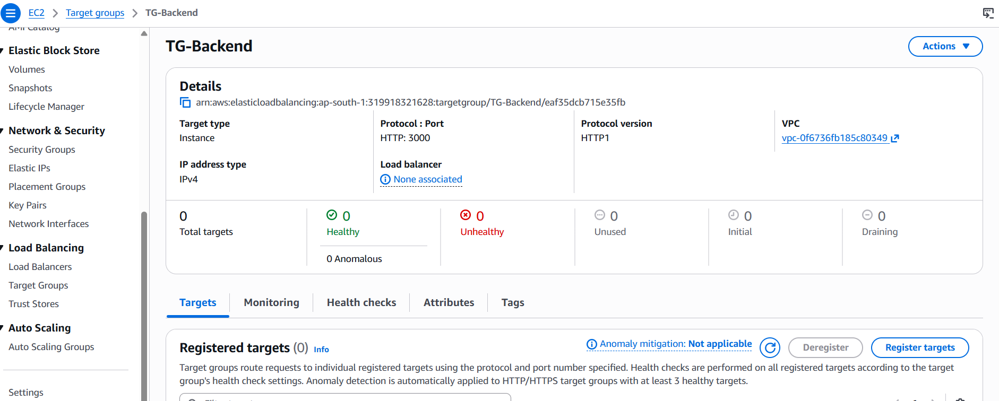 EC2 > Target groups > TG-Backend
AMI Catalog
Elastic Block Store
Volumes
Snapshots
Lifecycle Manager
Network & Security
Security Groups
Elastic IPs
Placement Groups
Key Pairs
Network Interfaces
Load Balancing
Load Balancers
Target Groups
Trust Stores
Auto Scaling
Auto Scaling Groups
Settings
TG-Backend
Actions
Details
arn:aws:elasticloadbalancing:ap-south-1:319918321628:targetgroup/TG-Backend/eaf35dcb715e35fb
Target type
Instance
Protocol : Port
HTTP: 3000
Protocol version
HTTP1
VPC
vpc-0f6736fb185c80349
IP address type
IPv4
Load balancer
None associated
0
Total targets
0
Healthy
0 Anomalous
0
Unhealthy
0
Unused
0
Initial
0
Draining
Targets
Monitoring
Health checks
Attributes
Tags
Registered targets (0) Info
Anomaly mitigation: Not applicable
Deregister
Register targets
Target groups route requests to individual registered targets using the protocol and port number specified. Health checks are performed on all registered targets according to the target
group's health check settings. Anomaly detection is automatically applied to HTTP/HTTPS target groups with at least 3 healthy targets.